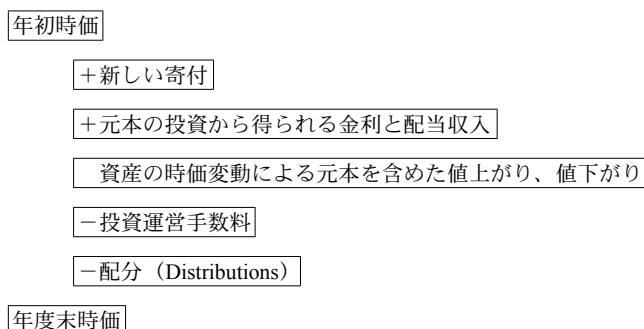 年初時価
＋新しい寄付
＋元本の投資から得られる金利と配当収入
資産の時価変動による元本を含めた値上がり、値下がり
－投資運営手数料
－配分（Distributions）
年度末時価